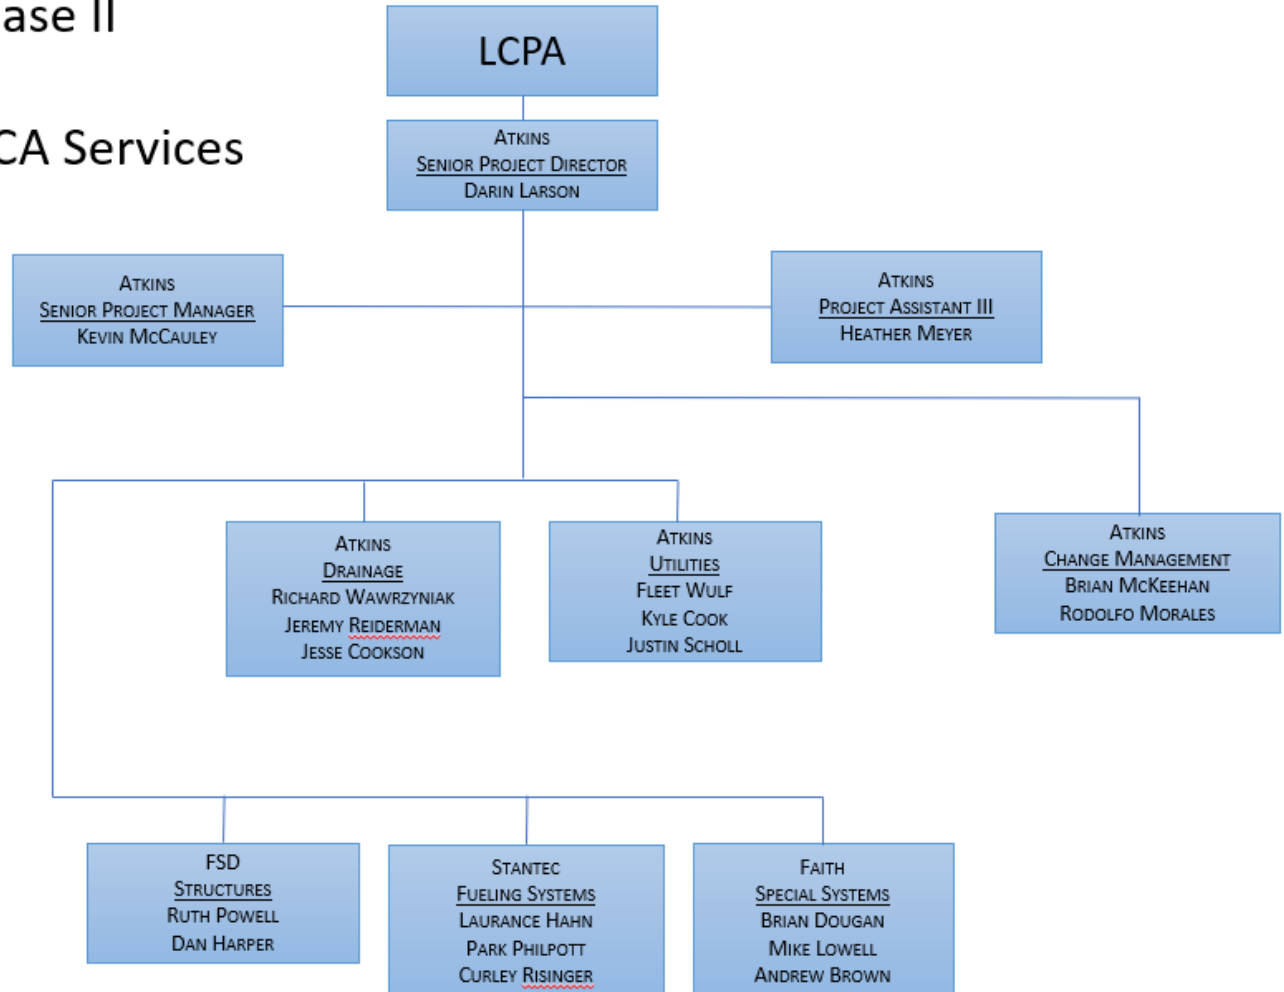 ase II
LCPA
CA Services
ATKINS
SENIOR PROJECT DIRECTOR
DARIN LARSON
ATKINS
SENIOR PROJECT MANAGER
KEVIN MCCAULEY
ATKINS
PROJECT ASSISTANT III
HEATHER MEYER
ATKINS
DRAINAGE
RICHARD WAWRZYNIAK
JEREMY REIDERMAN
JESSE COOKSON
ATKINS
UTILITIES
FLEET WULF
KYLE COOK
JUSTIN SCHOLL
ATKINS
CHANGE MANAGEMENT
BRIAN MCKEEHAN
RODOLFO MORALES
FSD
STRUCTURES
RUTH POWELL
DAN HARPER
STANTEC
FUELING SYSTEMS
LAURANCE HAHN
PARK PHILPOTT
CURLEY RISINGER
FAITH
SPECIAL SYSTEMS
BRIAN DOUGAN
MIKE LOWELL
ANDREW BROWN